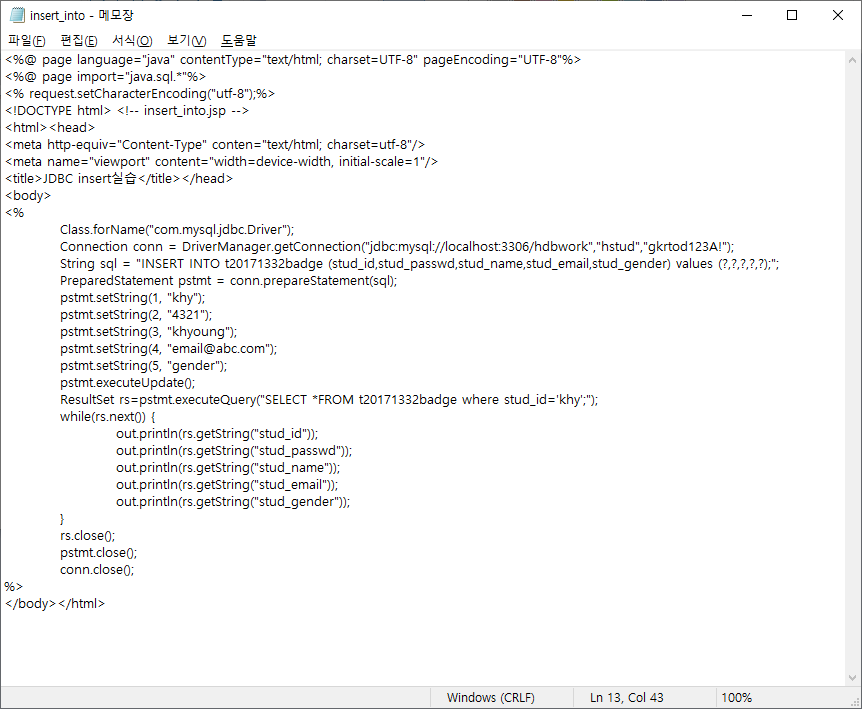 insert_into - 메모장
파일(F) 편집(E) 서식(O) 보기(V) 도움말
<%@ page language="java" contentType="text/html; charset=UTF-8" pageEncoding="UTF-8"%>
<%@ page import="java.sql.*"%>
<% request.setCharacterEncoding("utf-8");%>
<!DOCTYPE html> <!-- insert_into.jsp -->
<html><head>
<meta http-equiv="Content-Type" conten="text/html; charset=utf-8"/>
<meta name="viewport" content="width=device-width, initial-scale=1"/>
<title>JDBC insert실습</title></head>
<body>
<%
Class.forName("com.mysql.jdbc.Driver");
Connection conn = DriverManager.getConnection("jdbc:mysql://localhost:3306/hdbwork","hstud","gkrtod123A!");
String sql = "INSERT INTO t20171332badge (stud_id,stud_passwd,stud_name,stud_email,stud_gender) values (?,?,?,?,?);";
PreparedStatement pstmt = conn.prepareStatement(sql);
pstmt.setString(1, "khy");
pstmt.setString(2, "4321");
pstmt.setString(3, "khyoung");
pstmt.setString(4, "email@abc.com");
pstmt.setString(5, "gender");
pstmt.executeUpdate();
ResultSet rs=pstmt.executeQuery("SELECT *FROM t20171332badge where stud_id='khy';");
while(rs.next()) {
out.println(rs.getString("stud_id"));
out.println(rs.getString("stud_passwd"));
out.println(rs.getString("stud_name"));
out.println(rs.getString("stud_email"));
out.println(rs.getString("stud_gender"));
}
rs.close();
pstmt.close();
conn.close();
%>
</body></html>
Windows (CRLF) Ln 13, Col 43 100%